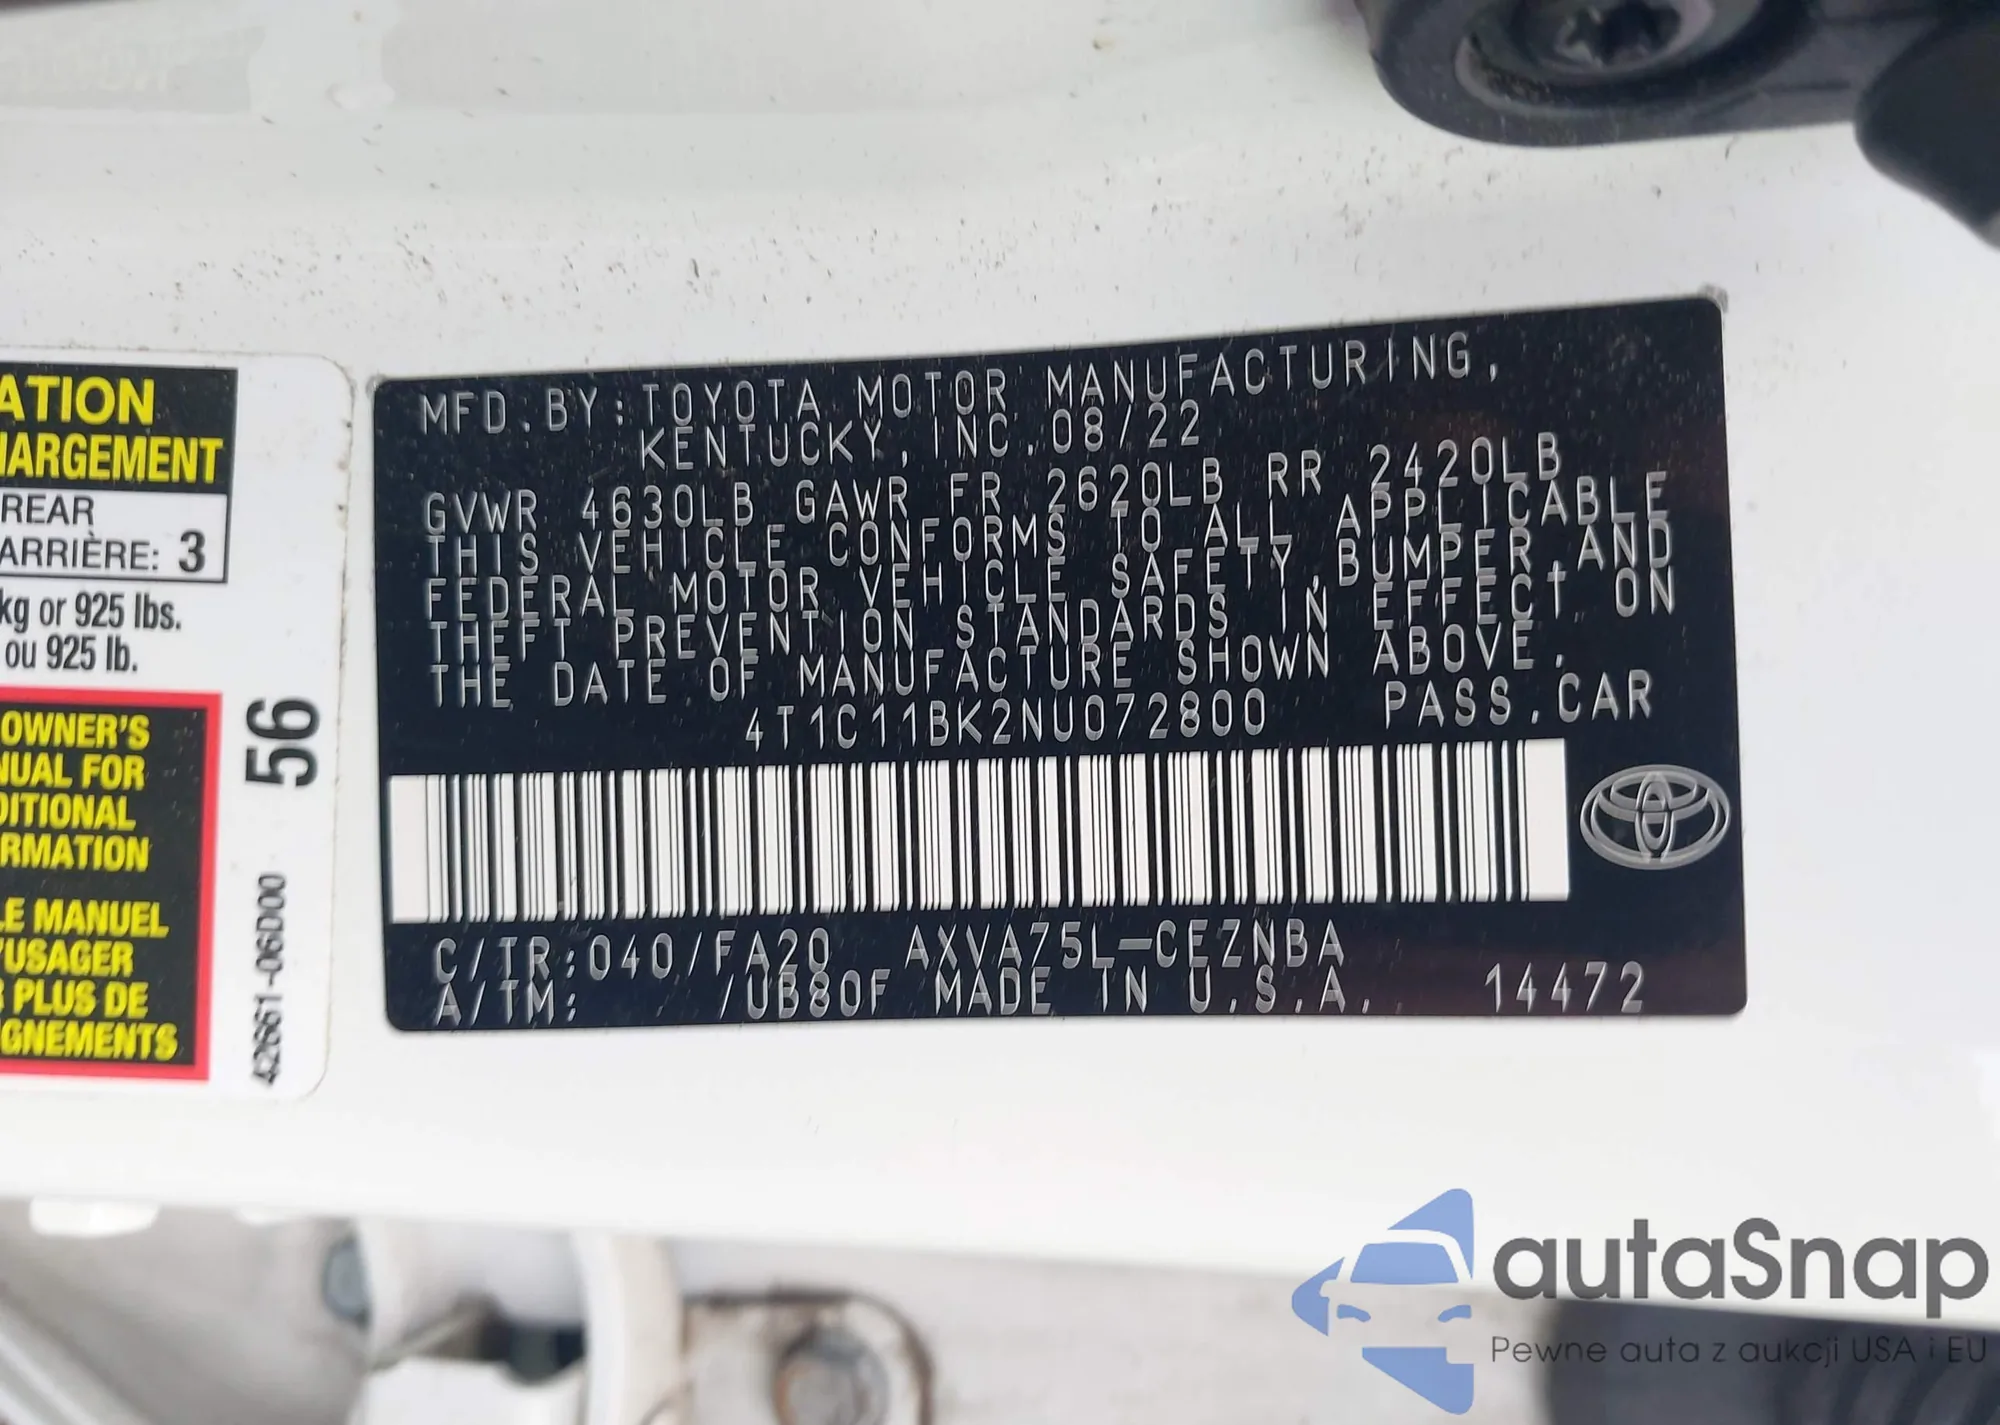 ATION
HARGEMENT
REAR
ARRIÈRE: 3
kg or 925 lbs.
ou 925 lb.
OWNER'S
NUAL FOR
DITIONAL
RMATION
LE MANUEL
'USAGER
PLUS DE
GNEMENTS
56
42661-06D00
MFD. BY: TOYOTA MOTOR MANUFACTURING,
KENTUCKY, INC. 08/22
GVWR 4630LB GAWR FR 2620LB RR 2420LB
THIS VEHICLE CONFORMS TO ALL APPLICABLE
FEDERAL MOTOR VEHICLE SAFETY, BUMPER, AND
THEFT PREVENTION STANDARDS IN EFFECT ON
THE DATE OF MANUFACTURE SHOWN ABOVE.
4T1C11BK2NU072800 PASS. CAR
C/TR: 040/FA20 AXVA75L-CEZNBA
A/TM: /UB80F MADE IN U.S.A. 14472
autaSnap
Pewne auta z aukcji USA i EU